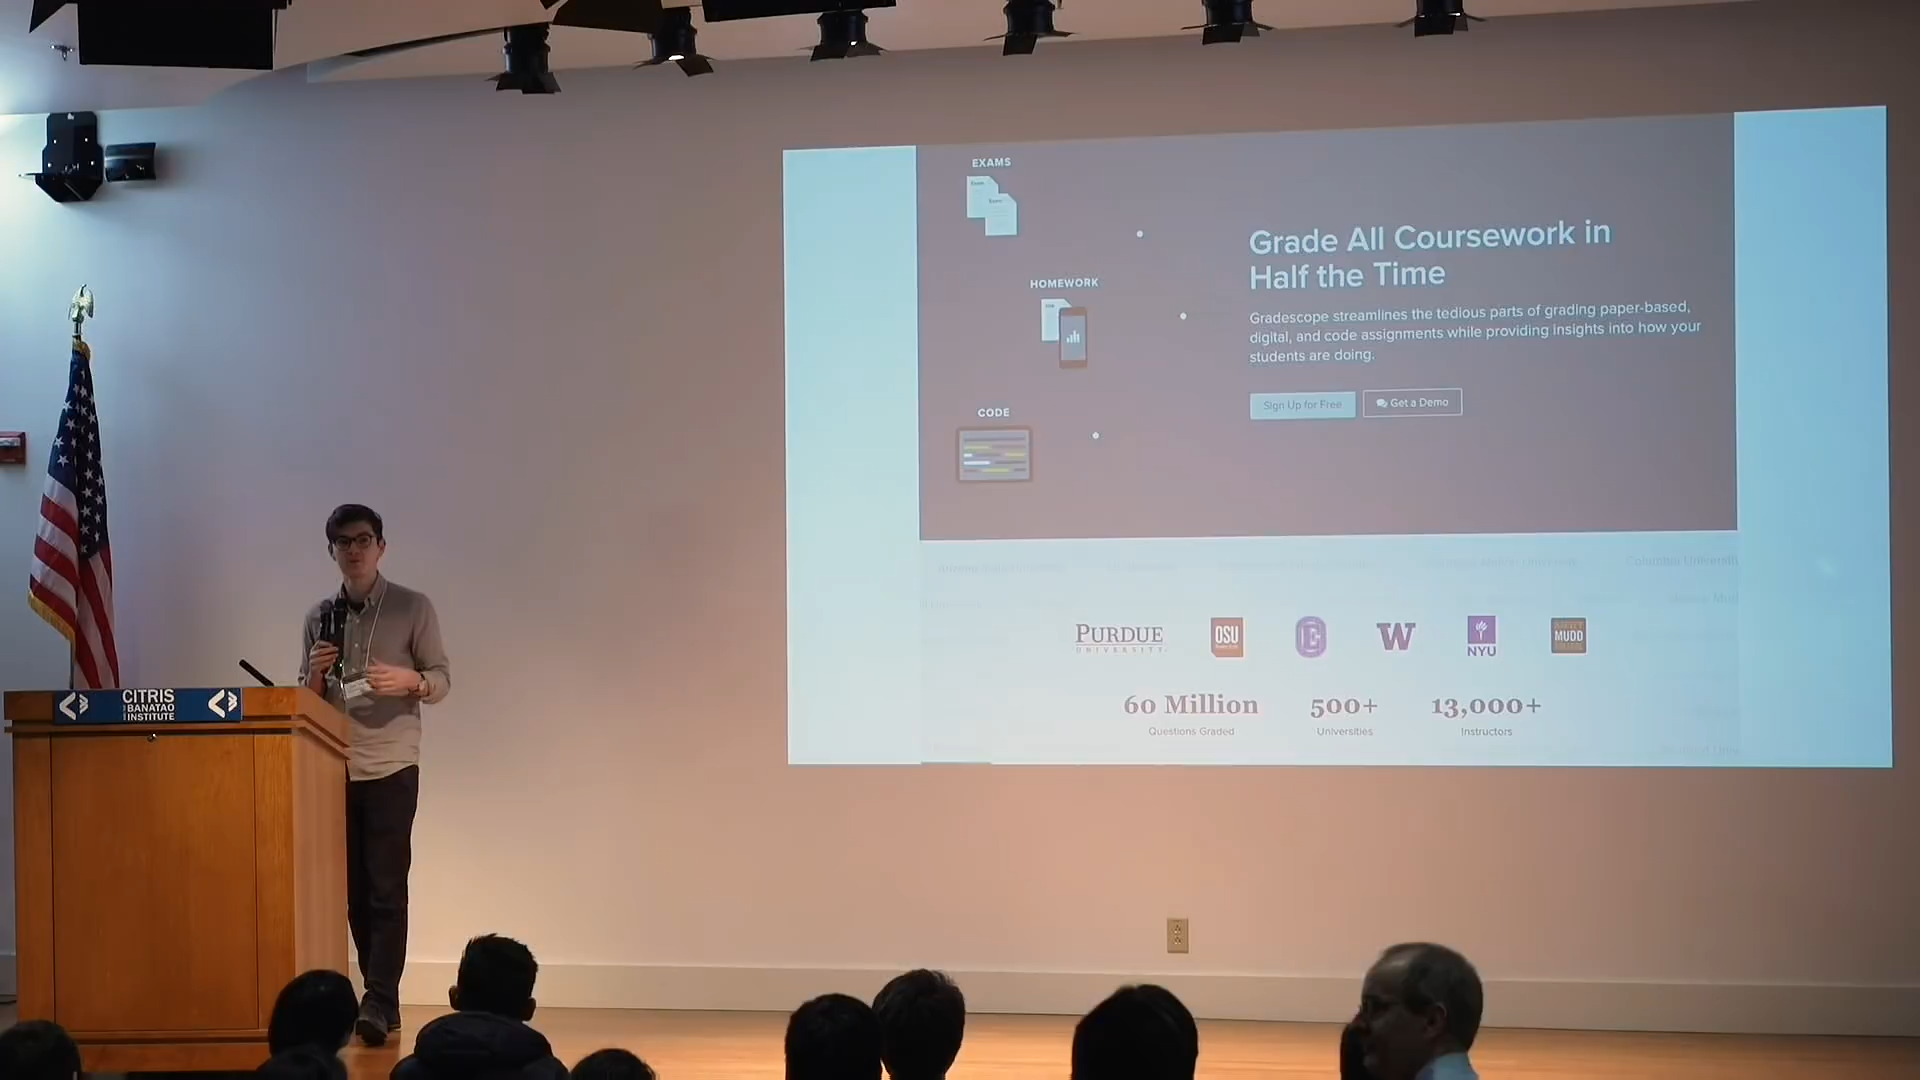 EXAMS
HOMEWORK
CODE
Grade All Coursework in
Half the Time
Gradescope streamlines the tedious parts of grading paper-based,
digital, and code assignments while providing insights into how your
students are doing.
Sign Up for Free
Get a Demo
PURDUE
UNIVERSITY
OSU
E
W
NYU
MUDD
60 Million
500+
13,000+
Questions Graded
Universities
Instructors
CITRIS
BANATAO
INSTITUTE